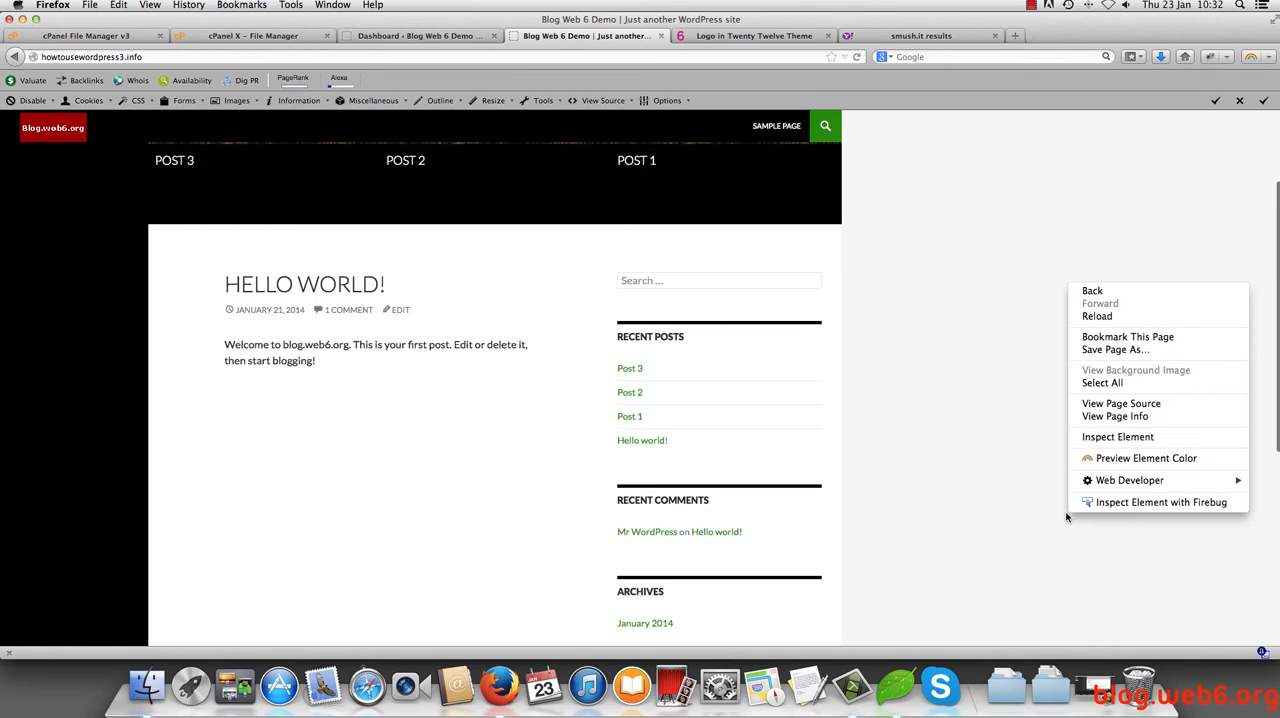 Firefox File Edit View History Bookmarks Tools Window Help Thu 23 Jan 10:32
Blog Web 6 Demo | Just another WordPress site
cPanel File Manager v3 cPanel X - File Manager Dashboard ‹ Blog Web 6 Demo ... Blog Web 6 Demo | Just another... Logo in Twenty Twelve Theme smush.it results
howtousewordpress3.info Google
Valuate Backlinks Whois Availability Dig PR PageRank Alexa
Disable Cookies CSS Forms Images Information Miscellaneous Outline Resize Tools View Source Options
Blog.web6.org SAMPLE PAGE
POST 3 POST 2 POST 1
HELLO WORLD!
JANUARY 21, 2014 1 COMMENT EDIT
Welcome to blog.web6.org. This is your first post. Edit or delete it,
then start blogging!
Search ...
RECENT POSTS
Post 3
Post 2
Post 1
Hello world!
RECENT COMMENTS
Mr WordPress on Hello world!
ARCHIVES
January 2014
Back
Forward
Reload
Bookmark This Page
Save Page As...
View Background Image
Select All
View Page Source
View Page Info
Inspect Element
Preview Element Color
Web Developer
Inspect Element with Firebug
JAN
23
blog.web6.org